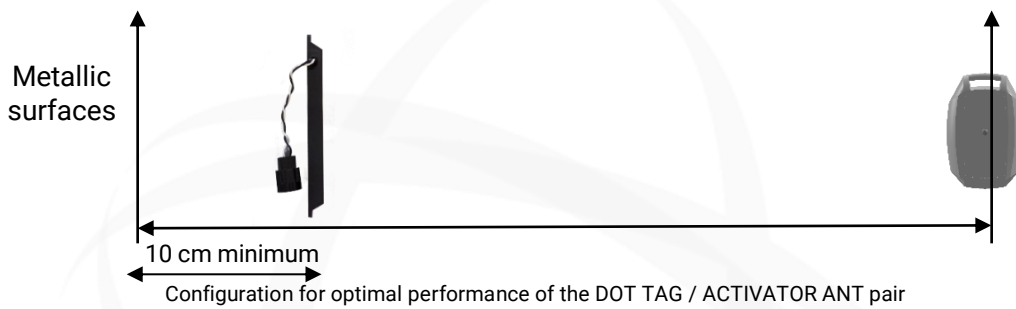 Metallic
surfaces
10 cm minimum
Configuration for optimal performance of the DOT TAG / ACTIVATOR ANT pair